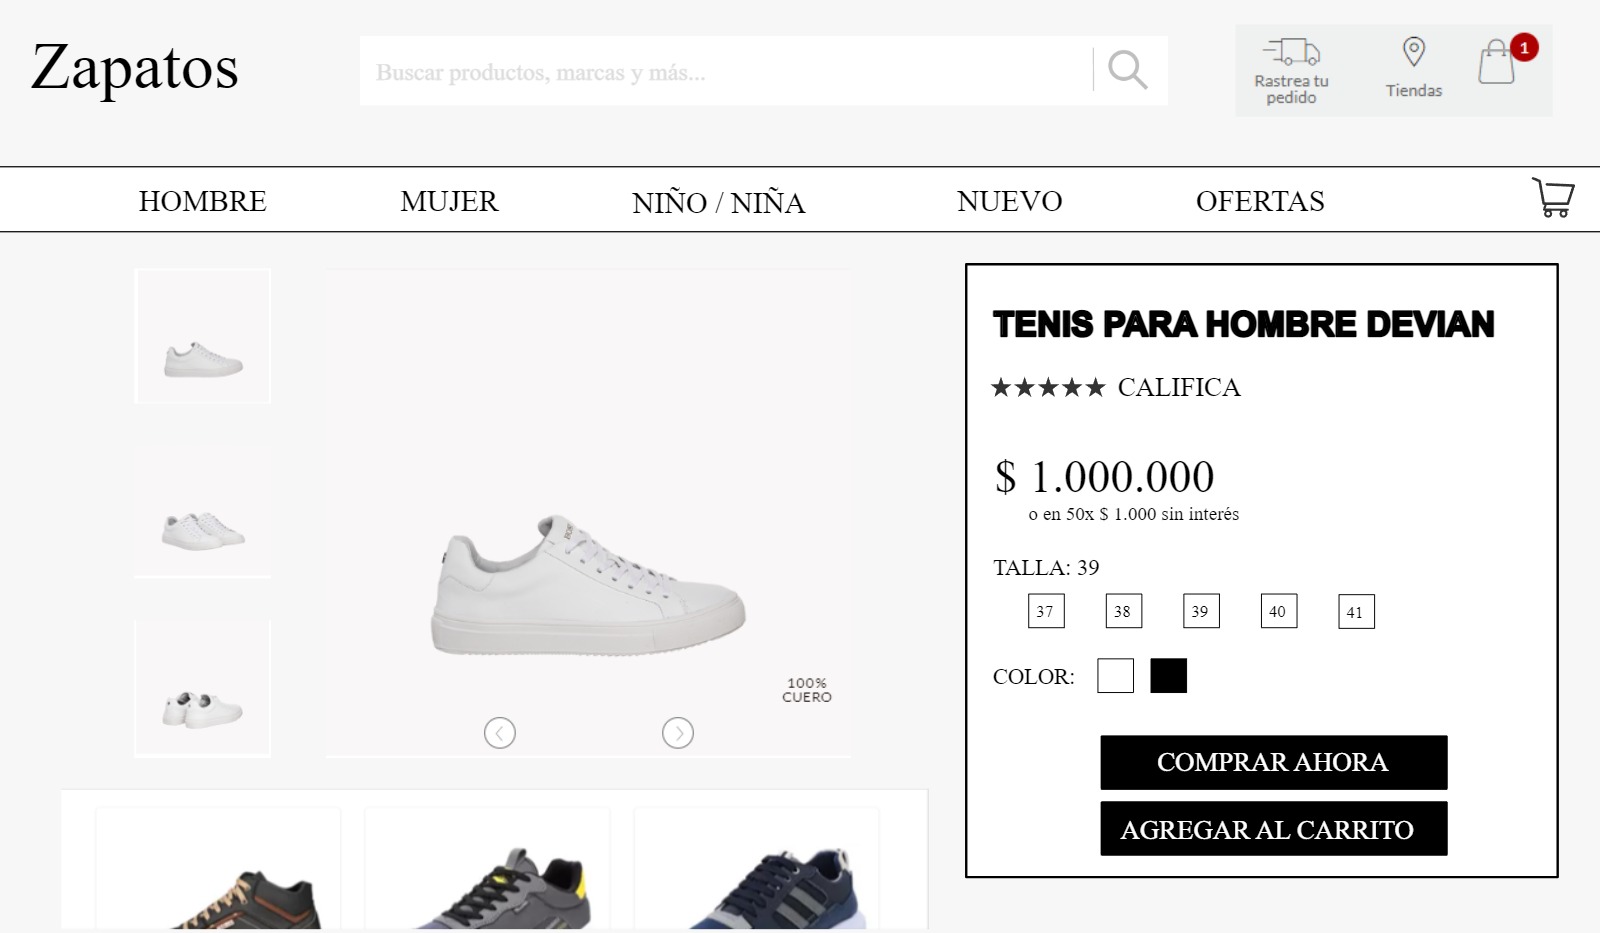 Zapatos
Buscar productos, marcas y más...
Rastrea tu
pedido
Tiendas
1
HOMBRE
MUJER
NIÑO / NIÑA
NUEVO
OFERTAS
TENIS PARA HOMBRE DEVIAN
CALIFICA
$ 1.000.000
o en 50x $ 1.000 sin interés
TALLA: 39
37
38
39
40
41
COLOR:
100%
CUERO
COMPRAR AHORA
AGREGAR AL CARRITO